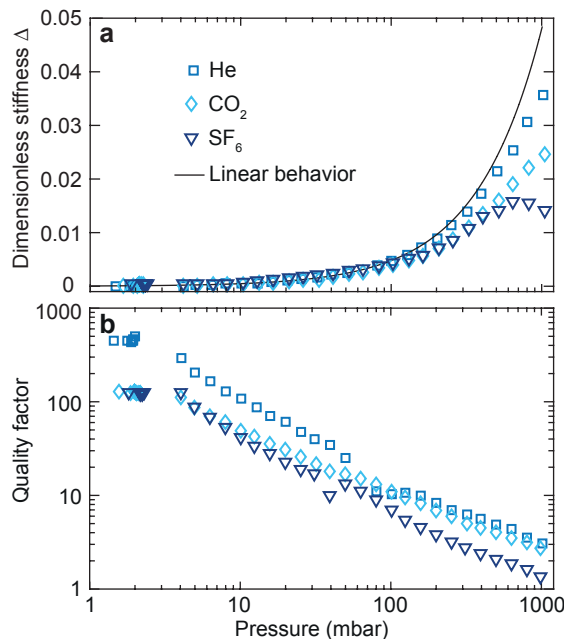 0.05
a
0.04
He
CO₂
0.03
SF₆
Linear behavior
0.02
0.01
0
Dimensionless stiffness Δ
1000
b
100
10
1
Quality factor
1
10
100
1000
Pressure (mbar)